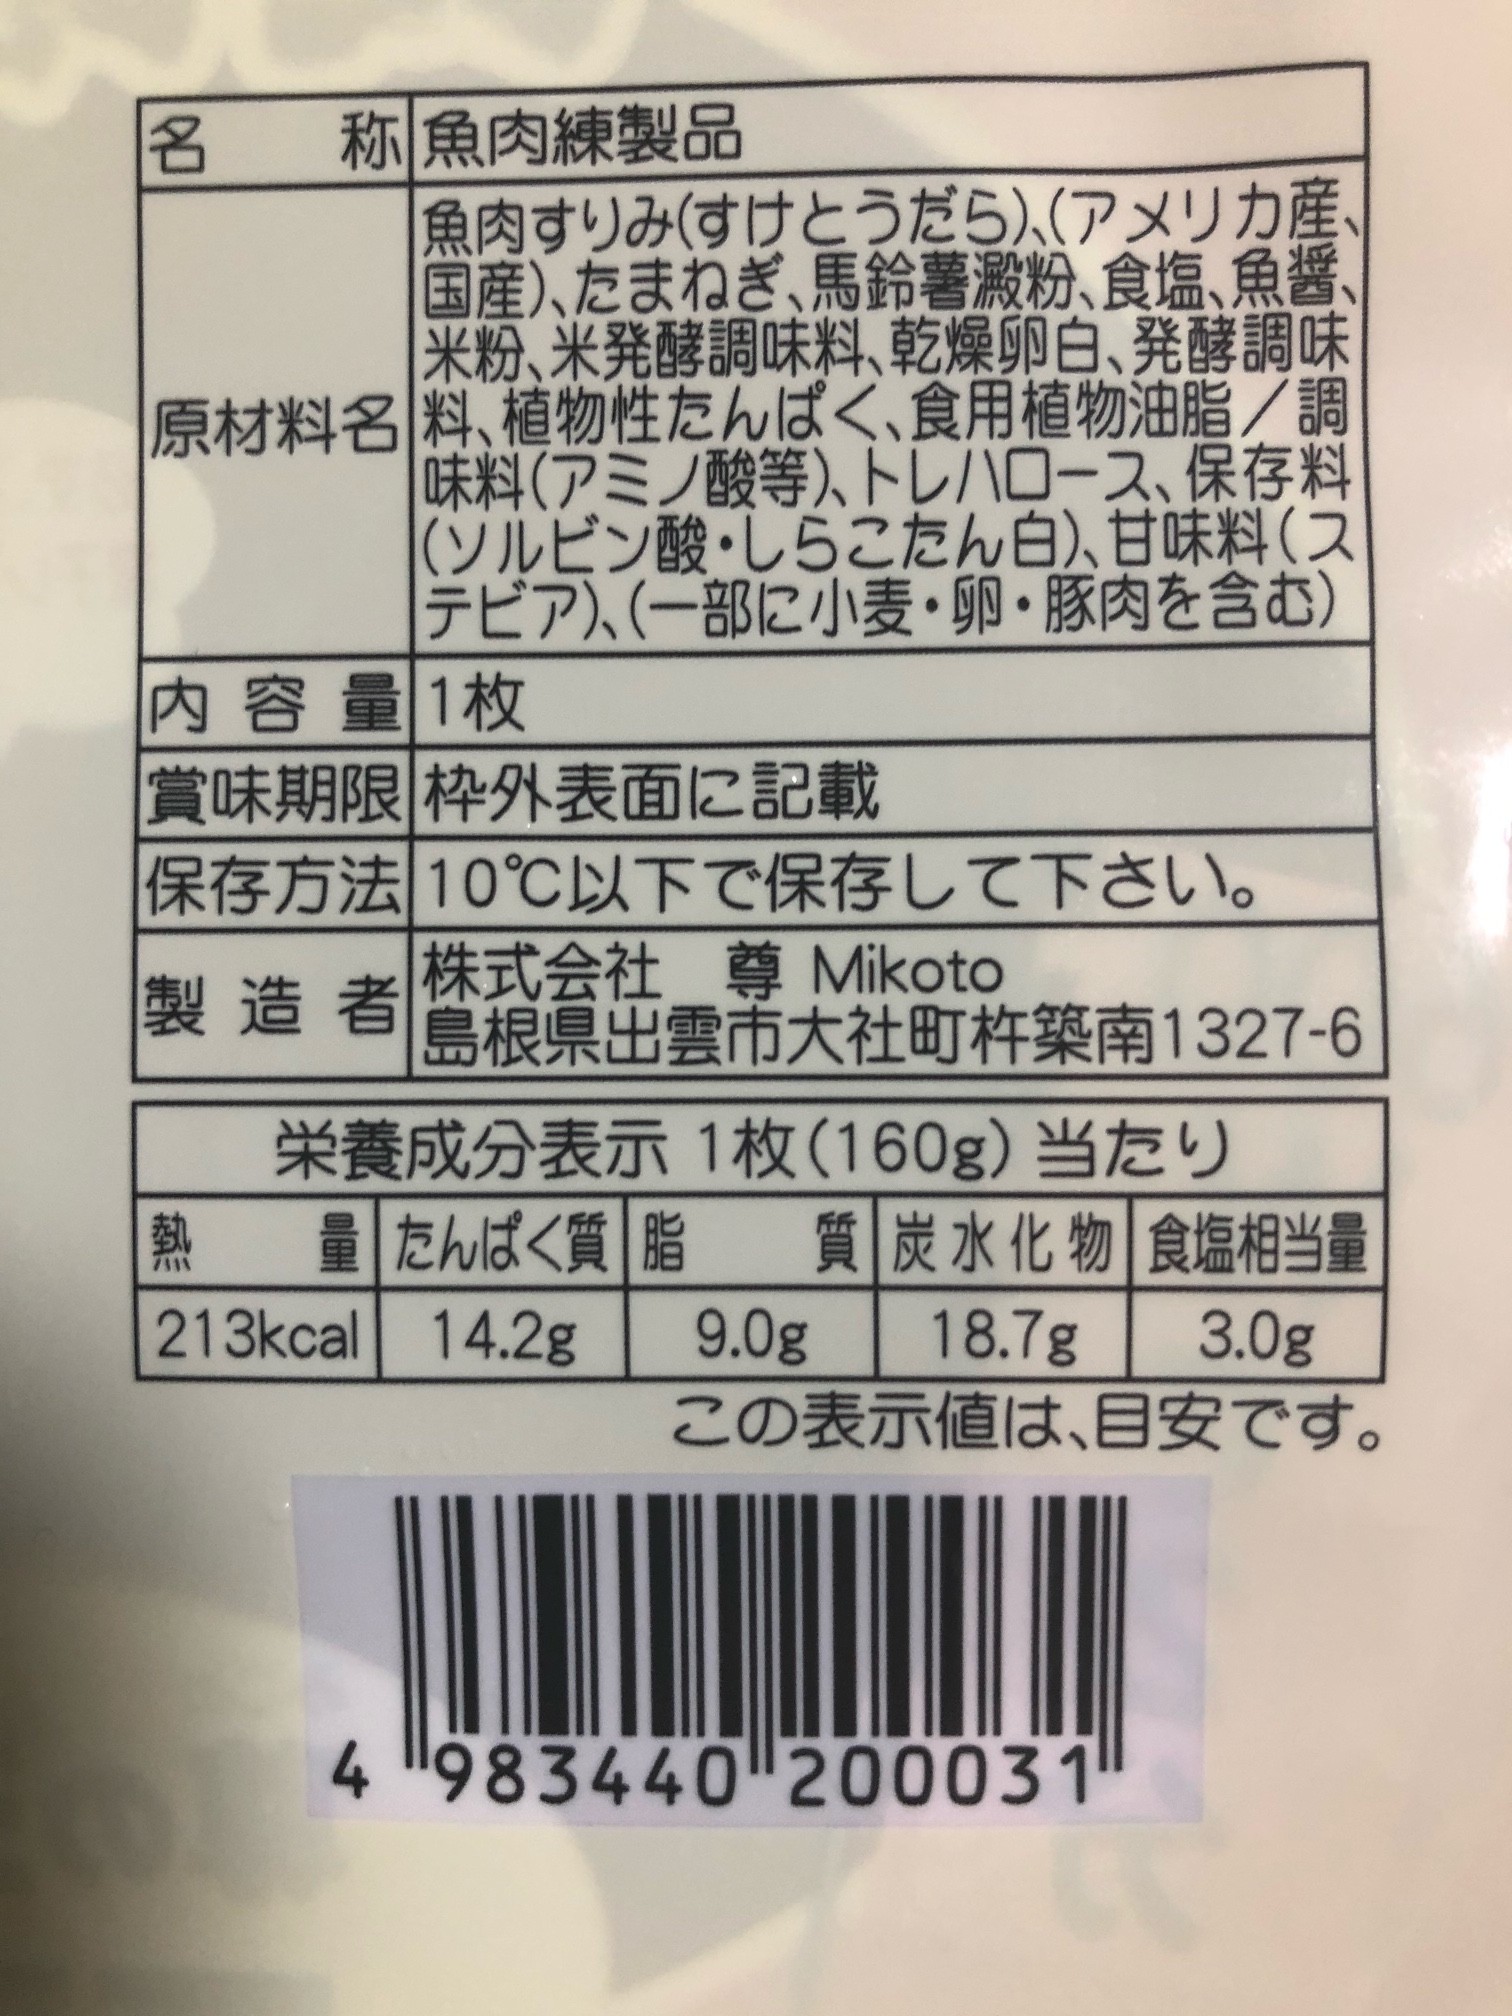 名称 魚肉練製品
原材料名 魚肉すりみ(すけとうだら)、(アメリカ産、
国産)、たまねぎ、馬鈴薯澱粉、食塩、魚醬、
米粉、米発酵調味料、乾燥卵白、発酵調味
料、植物性たんぱく、食用植物油脂／調
味料(アミノ酸等)、トレハロース、保存料
(ソルビン酸・しらこたん白)、甘味料(ス
テビア)、(一部に小麦・卵・豚肉を含む)
内容量 1枚
賞味期限 枠外表面に記載
保存方法 10℃以下で保存して下さい。
製造者 株式会社 尊 Mikoto
島根県出雲市大社町杵築南1327-6
栄養成分表示 1枚(160g)当たり
熱量 たんぱく質 脂質 炭水化物 食塩相当量
213kcal 14.2g 9.0g 18.7g 3.0g
この表示値は、目安です。
4 983440 200031